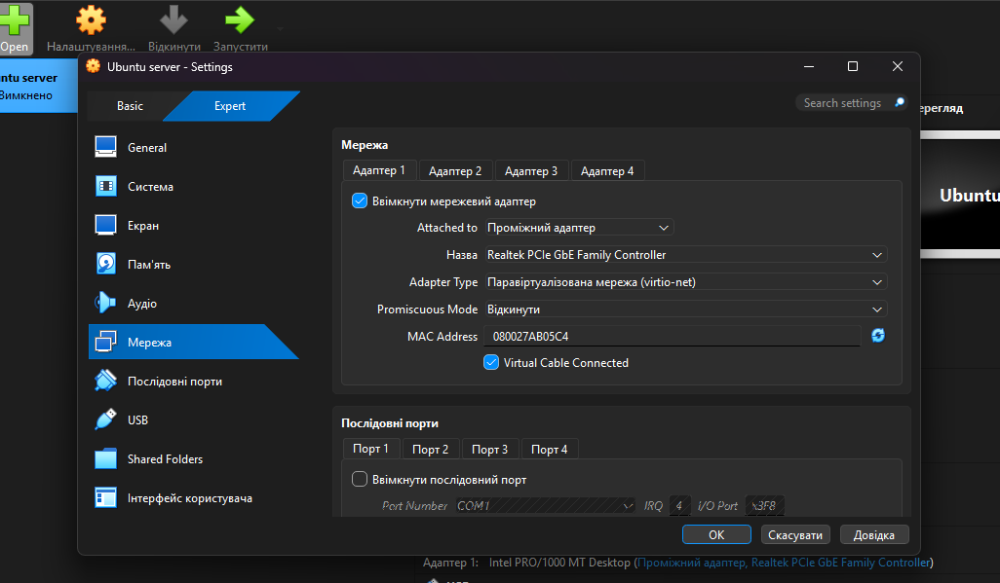 Open Налаштування... Відкинути Запустити
Ubuntu server - Settings
ntu server
Вимкнено
Basic Expert Search settings
ерегляд
General
Система
Екран
Пам'ять
Аудіо
Мережа
Послідовні порти
USB
Shared Folders
Інтерфейс користувача
Мережа
Адаптер 1 Адаптер 2 Адаптер 3 Адаптер 4
Ввімкнути мережевий адаптер
Attached to Проміжний адаптер
Назва Realtek PCIe GbE Family Controller
Adapter Type Паравіртуалізована мережа (virtio-net)
Promiscuous Mode Відкинути
MAC Address 080027AB05C4
Virtual Cable Connected
Ubuntu
Послідовні порти
Порт 1 Порт 2 Порт 3 Порт 4
Ввімкнути послідовний порт
Port Number COM1 IRQ 4 I/O Port x3F8
OK Скасувати Довідка
Адаптер 1: Intel PRO/1000 MT Desktop (Проміжний адаптер, Realtek PCIe GbE Family Controller)